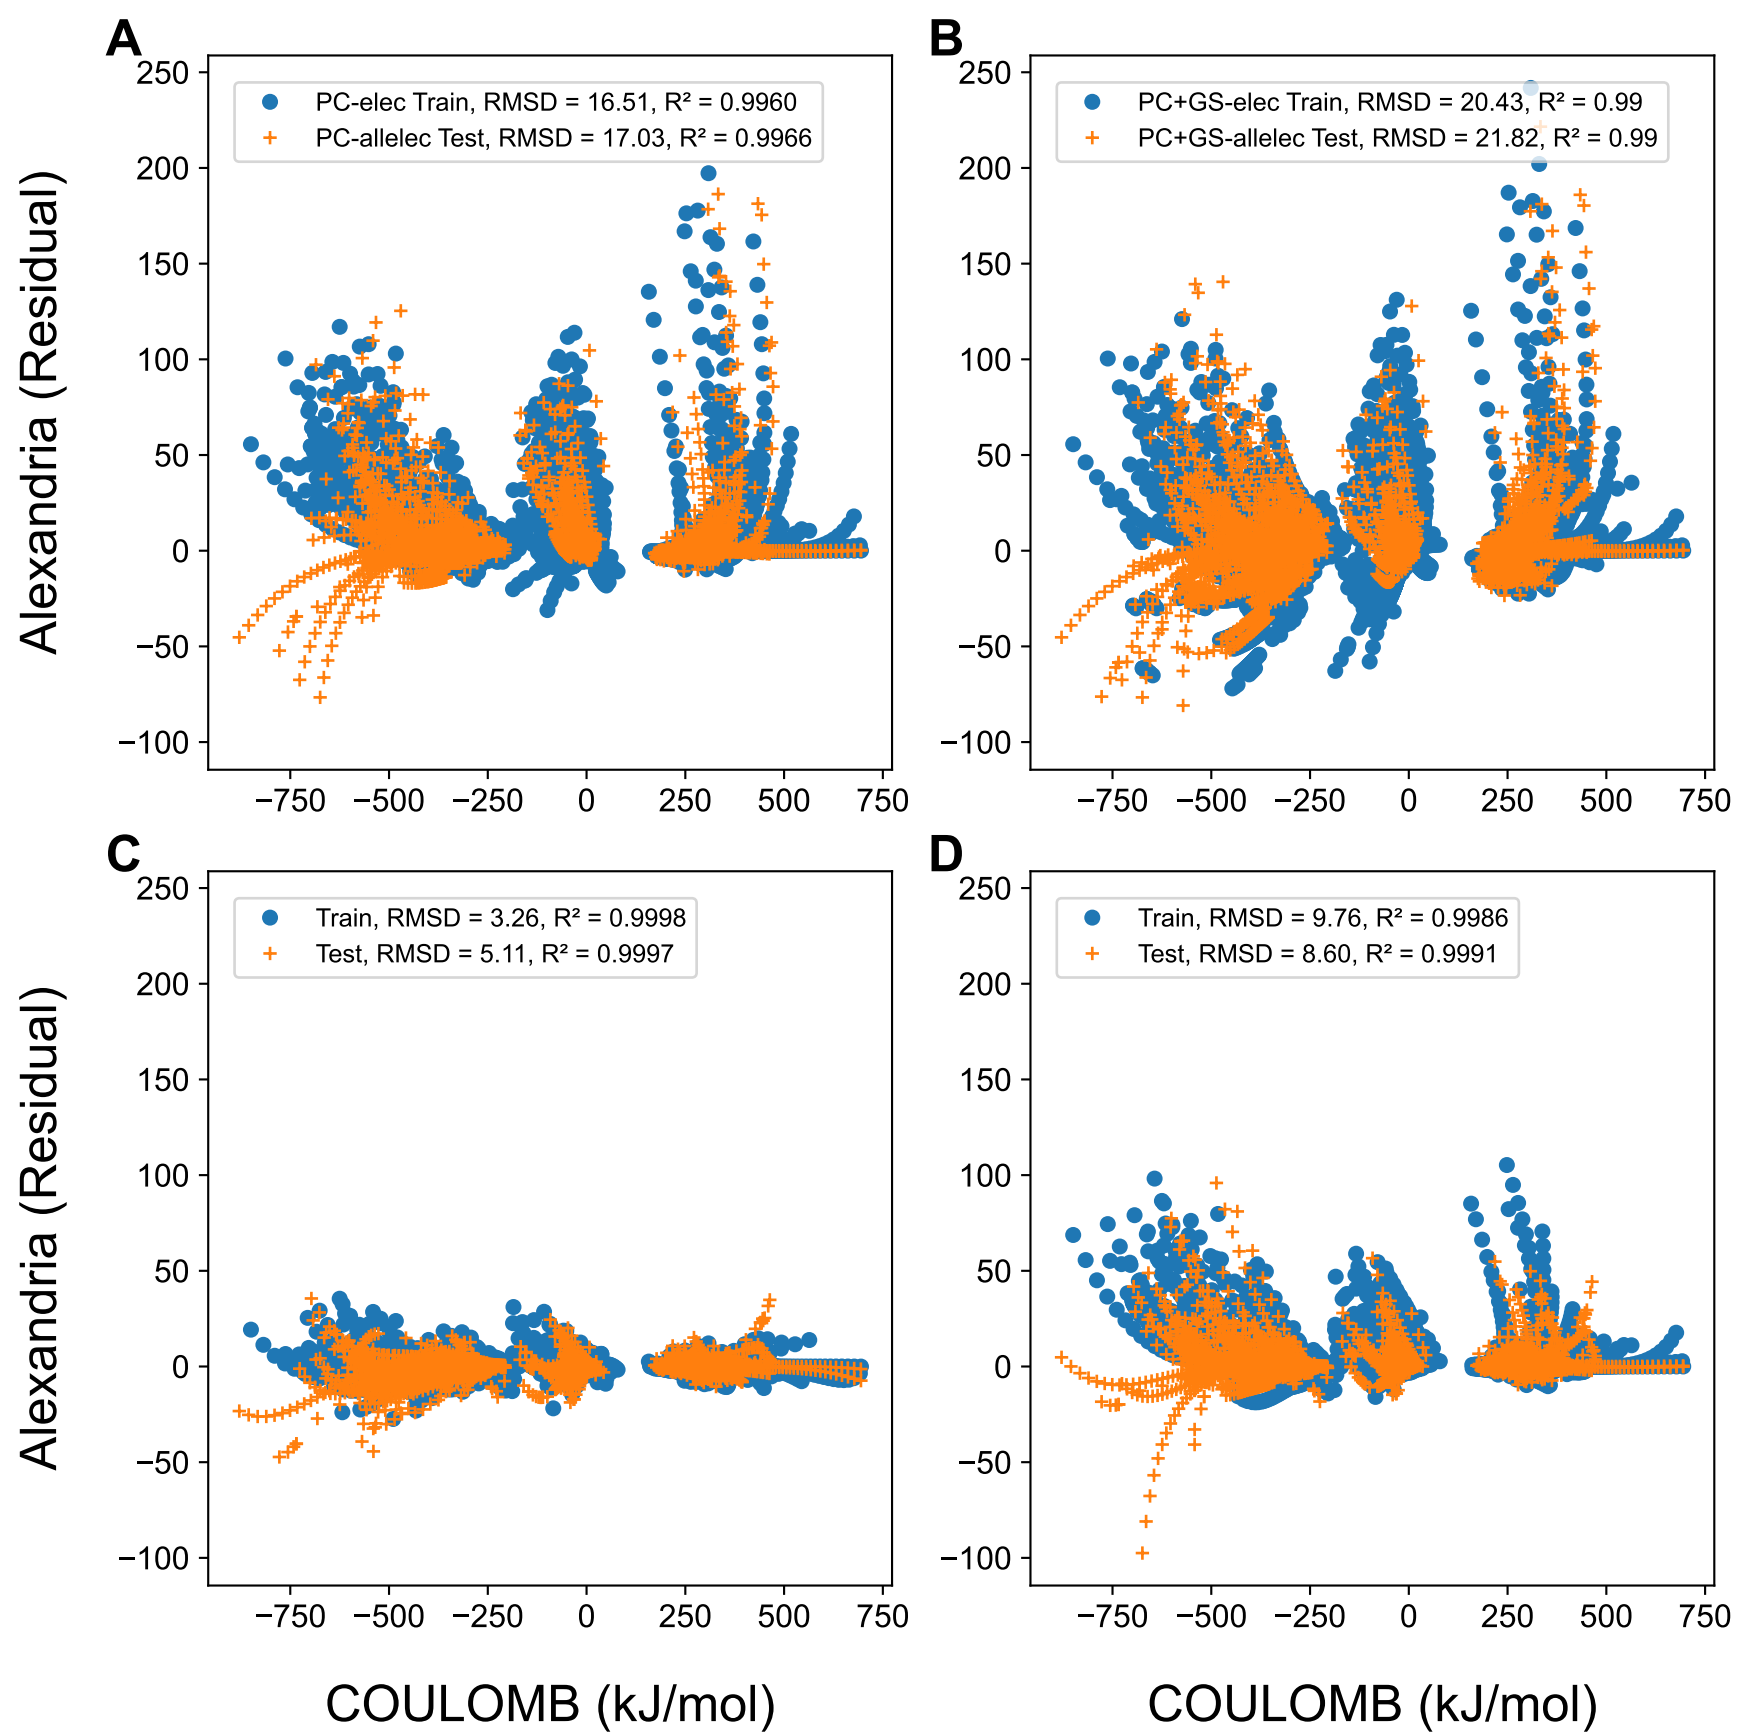 A
B
250
200
150
100
50
0
−50
−100
PC-elec Train, RMSD = 16.51, R² = 0.9960
PC-allelec Test, RMSD = 17.03, R² = 0.9966
−750 −500 −250 0 250 500 750
250
200
150
100
50
0
−50
−100
PC+GS-elec Train, RMSD = 20.43, R² = 0.99
PC+GS-allelec Test, RMSD = 21.82, R² = 0.99
−750 −500 −250 0 250 500 750
Alexandria (Residual)
C
D
250
200
150
100
50
0
−50
−100
Train, RMSD = 3.26, R² = 0.9998
Test, RMSD = 5.11, R² = 0.9997
−750 −500 −250 0 250 500 750
250
200
150
100
50
0
−50
−100
Train, RMSD = 9.76, R² = 0.9986
Test, RMSD = 8.60, R² = 0.9991
−750 −500 −250 0 250 500 750
Alexandria (Residual)
COULOMB (kJ/mol)
COULOMB (kJ/mol)